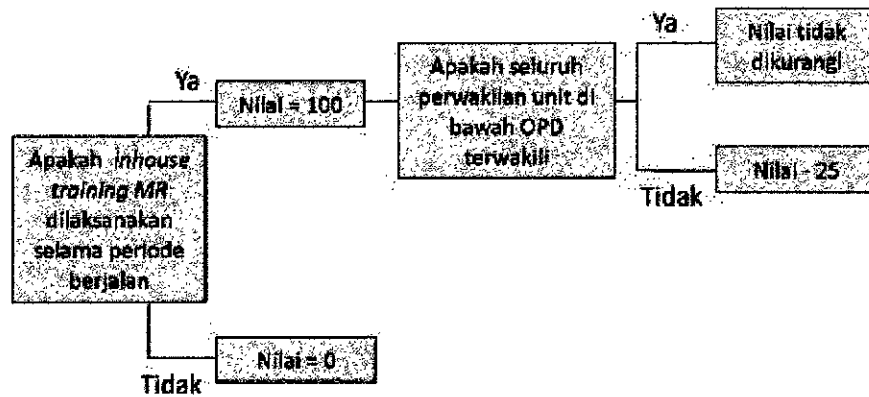 Apakah inhouse
training MR
dilaksanakan
selama periode
berjalan
Ya
Nilai = 100
Apakah seluruh
perwakilan unit di
bawah OPD
terwakili
Ya
Nilai tidak
dikurangi
Tidak
Nilai - 25
Tidak
Nilai = 0